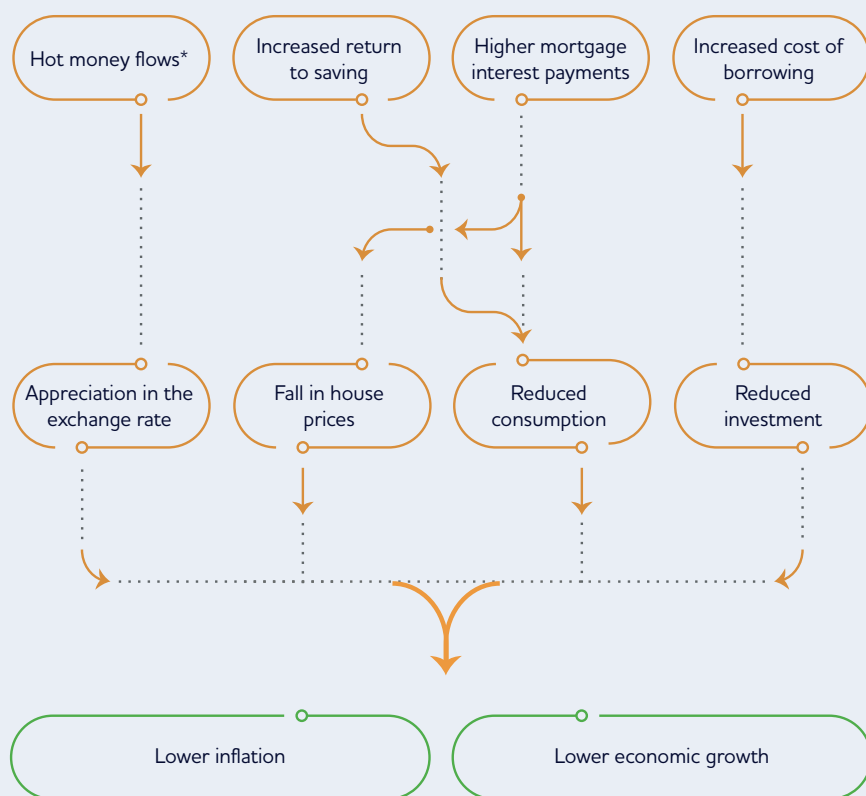 Hot money flows*
Increased return
to saving
Higher mortgage
interest payments
Increased cost of
borrowing
Appreciation in the
exchange rate
Fall in house
prices
Reduced
consumption
Reduced
investment
Lower inflation
Lower economic growth